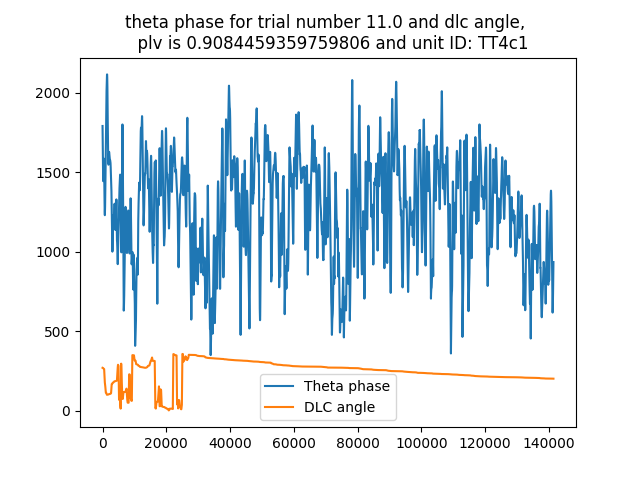 theta phase for trial number 11.0 and dlc angle,
plv is 0.9084459359759806 and unit ID: TT4c1
2000
1500
1000
500
0
Theta phase
DLC angle
0 20000 40000 60000 80000 100000 120000 140000